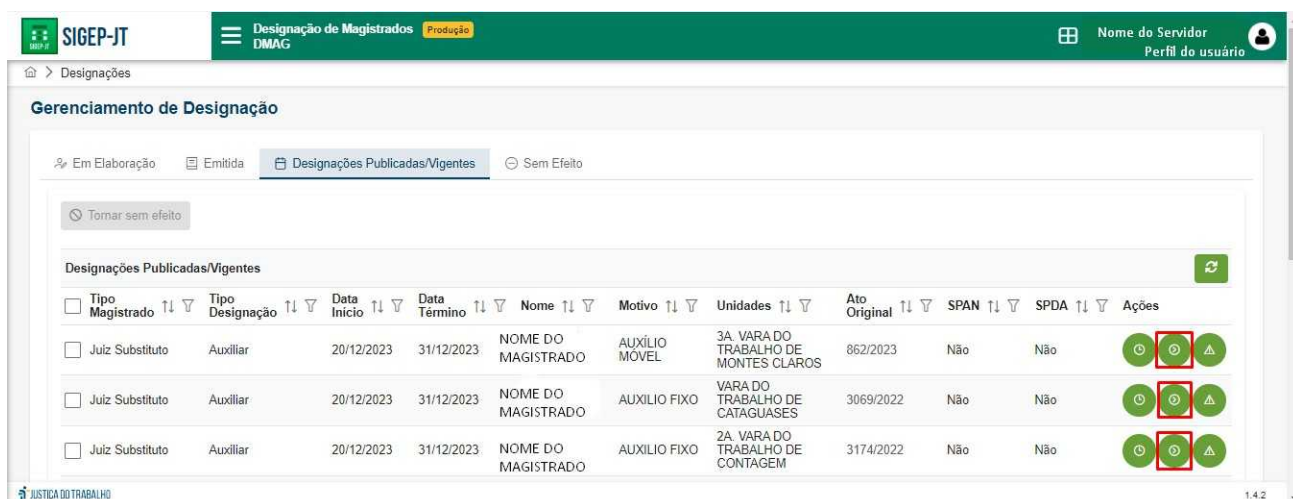 SIGEP-JT
Designação de Magistrados Produção
DMAG
Nome do Servidor
Perfil do usuário
SIGEP-JT
> Designações
Gerenciamento de Designação
Em Elaboração Emitida Designações Publicadas/Vigentes Sem Efeito
Tornar sem efeito
Designações Publicadas/Vigentes
Tipo Magistrado Tipo Designação Data Início Data Término Nome Motivo Unidades Ato Original SPAN SPDA Ações
Juiz Substituto Auxiliar 20/12/2023 31/12/2023 NOME DO MAGISTRADO AUXÍLIO MÓVEL 3A. VARA DO TRABALHO DE MONTES CLAROS 862/2023 Não Não
Juiz Substituto Auxiliar 20/12/2023 31/12/2023 NOME DO MAGISTRADO AUXILIO FIXO VARA DO TRABALHO DE CATAGUASES 3069/2022 Não Não
Juiz Substituto Auxiliar 20/12/2023 31/12/2023 NOME DO MAGISTRADO AUXILIO FIXO 2A. VARA DO TRABALHO DE CONTAGEM 3174/2022 Não Não
JUSTIÇA DO TRABALHO 1.4.2